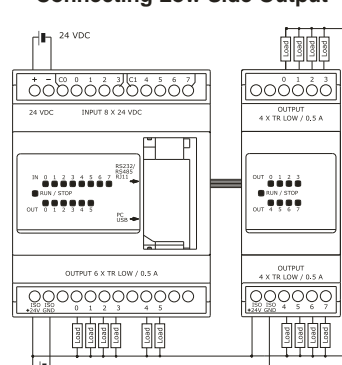 Connecting Low Side Output
24 VDC
Load Load Load Load
+ − C0 0 1 2 3 C1 4 5 6 7
0 1 2 3
24 VDC INPUT 8 X 24 VDC
OUTPUT
4 X TR LOW / 0.5 A
RS232/
RS485
RJ11
IN 0 1 2 3 4 5 6 7
RUN / STOP
OUT 0 1 2 3 4 5
PC
USB
OUT 0 1 2 3
RUN / STOP
OUT 4 5 6 7
OUTPUT 6 X TR LOW / 0.5 A
OUTPUT
4 X TR LOW / 0.5 A
ISO +24V ISO GND 0 1 2 3 4 5
ISO +24V ISO GND 4 5 6 7
Load Load Load Load Load Load
Load Load Load Load